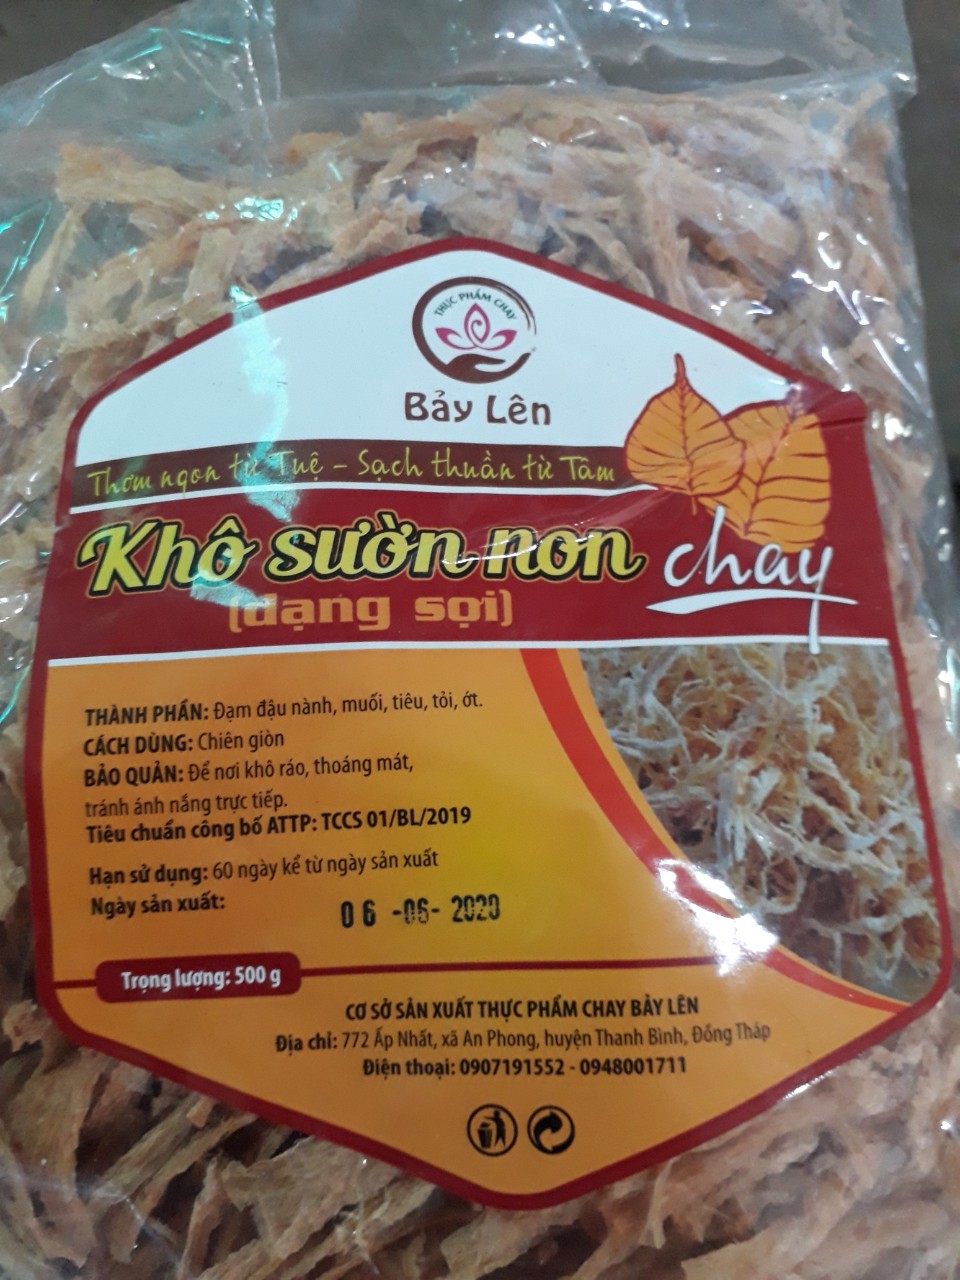 THỰC PHẨM CHAY
Bảy Lên
Thơm ngon từ Tuệ - Sạch thuần từ Tâm
Khô sườn non chay
(dạng sợi)
THÀNH PHẦN: Đạm đậu nành, muối, tiêu, tỏi, ớt.
CÁCH DÙNG: Chiên giòn
BẢO QUẢN: Để nơi khô ráo, thoáng mát,
tránh ánh nắng trực tiếp.
Tiêu chuẩn công bố ATTP: TCCS 01/BL/2019
Hạn sử dụng: 60 ngày kể từ ngày sản xuất
Ngày sản xuất: 06 -06- 2020
Trọng lượng: 500 g
CƠ SỞ SẢN XUẤT THỰC PHẨM CHAY BẢY LÊN
Địa chỉ: 772 Ấp Nhất, xã An Phong, huyện Thanh Bình, Đồng Tháp
Điện thoại: 0907191552 - 0948001711